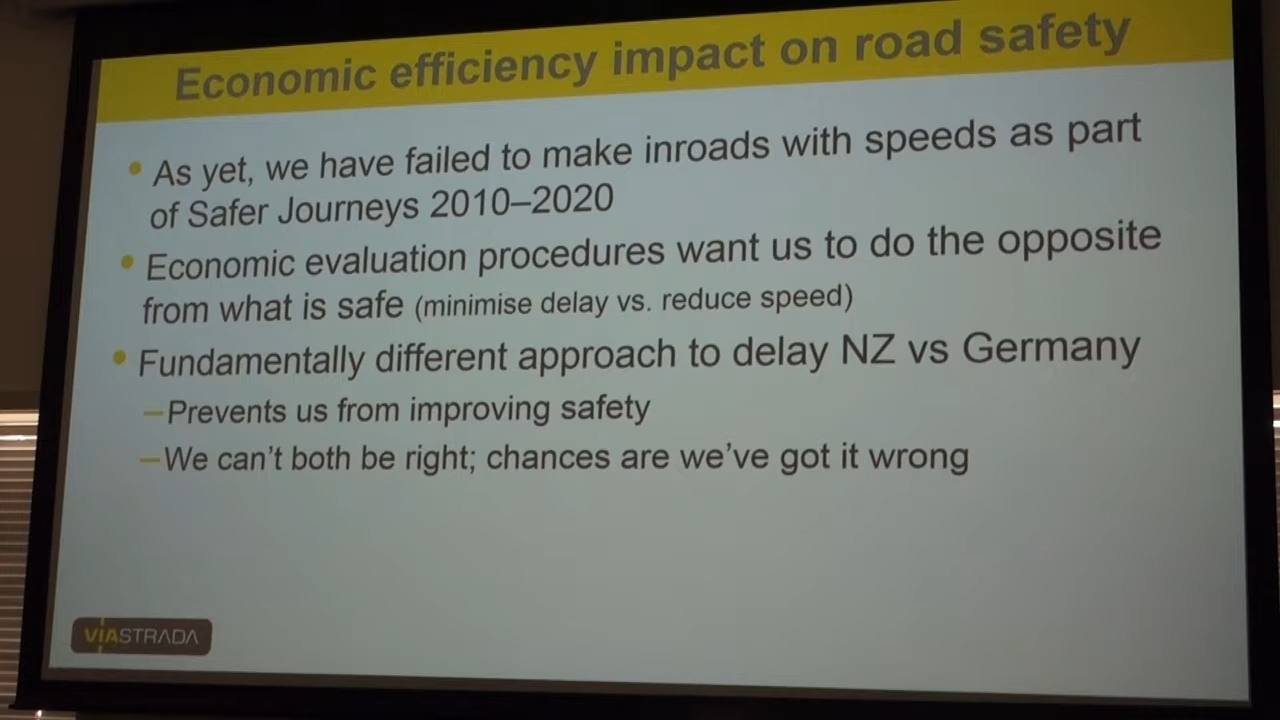 Economic efficiency impact on road safety
• As yet, we have failed to make inroads with speeds as part
of Safer Journeys 2010–2020
• Economic evaluation procedures want us to do the opposite
from what is safe (minimise delay vs. reduce speed)
• Fundamentally different approach to delay NZ vs Germany
–Prevents us from improving safety
–We can't both be right; chances are we've got it wrong
VIASTRADA